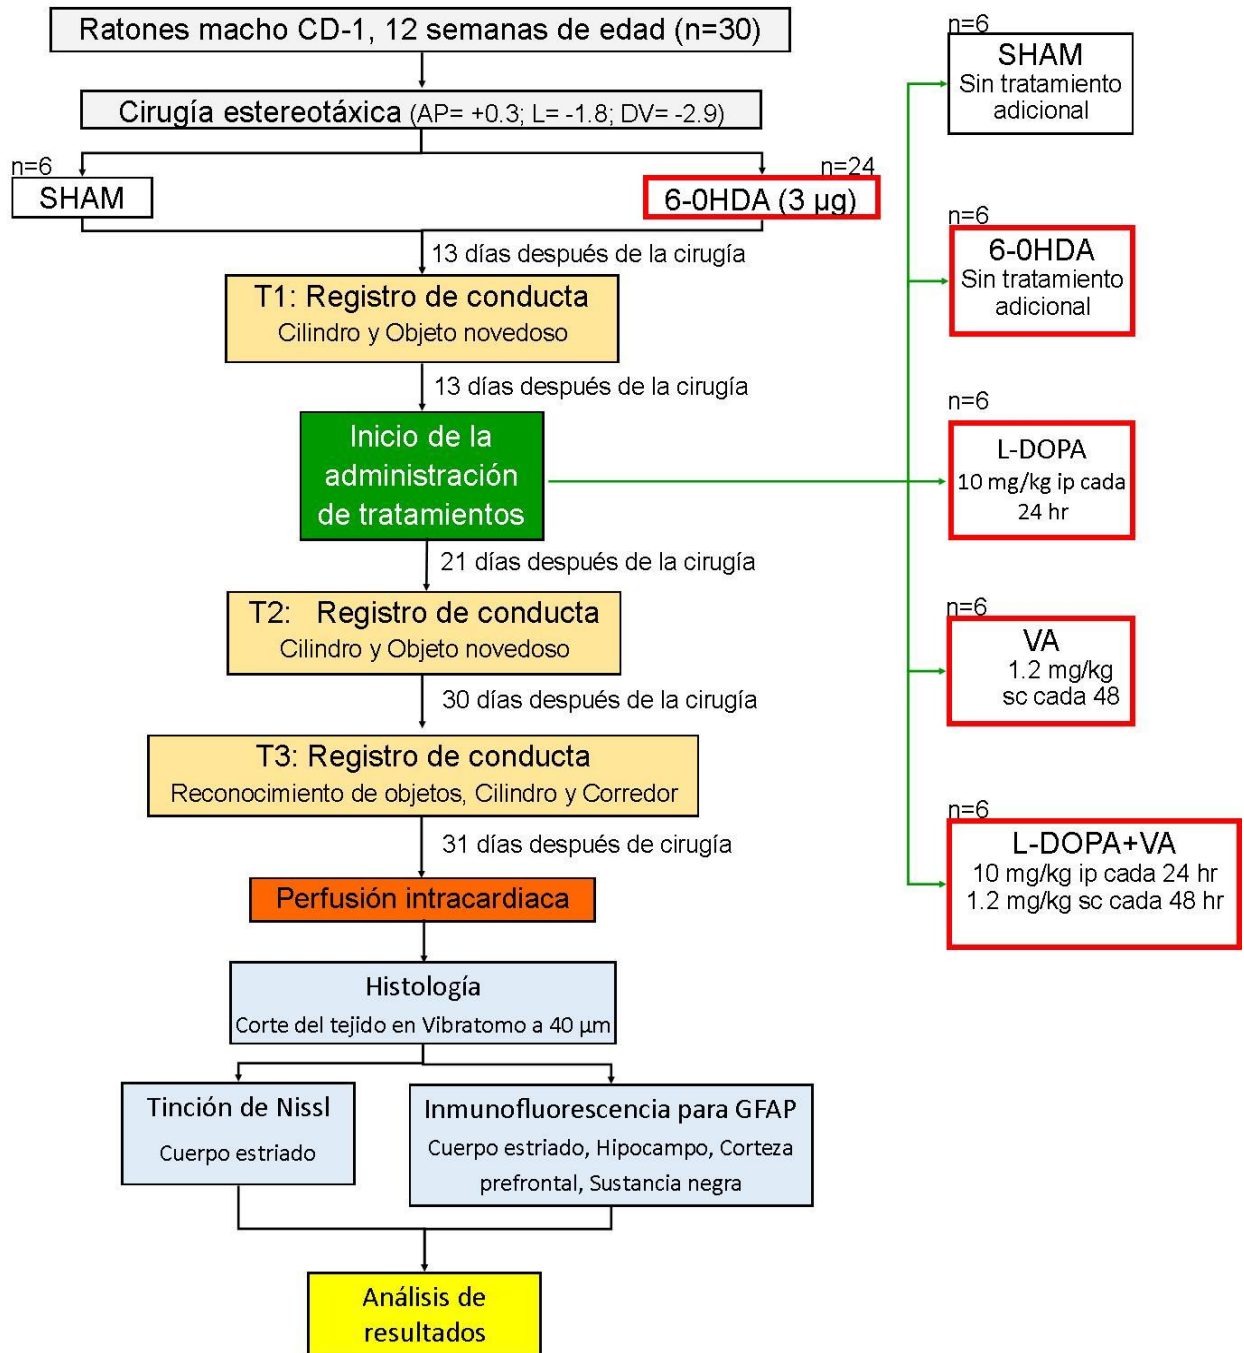 Ratones macho CD-1, 12 semanas de edad (n=30)
Cirugía estereotáxica (AP= +0.3; L= -1.8; DV= -2.9)
n=6
SHAM
n=24
6-0HDA (3 µg)
13 días después de la cirugía
T1: Registro de conducta
Cilindro y Objeto novedoso
13 días después de la cirugía
Inicio de la
administración
de tratamientos
21 días después de la cirugía
T2: Registro de conducta
Cilindro y Objeto novedoso
30 días después de la cirugía
T3: Registro de conducta
Reconocimiento de objetos, Cilindro y Corredor
31 días después de cirugía
Perfusión intracardiaca
Histología
Corte del tejido en Vibratomo a 40 µm
Tinción de Nissl
Cuerpo estriado
Inmunofluorescencia para GFAP
Cuerpo estriado, Hipocampo, Corteza
prefrontal, Sustancia negra
Análisis de
resultados
n=6
SHAM
Sin tratamiento
adicional
n=6
6-0HDA
Sin tratamiento
adicional
n=6
L-DOPA
10 mg/kg ip cada
24 hr
n=6
VA
1.2 mg/kg
sc cada 48
n=6
L-DOPA+VA
10 mg/kg ip cada 24 hr
1.2 mg/kg sc cada 48 hr